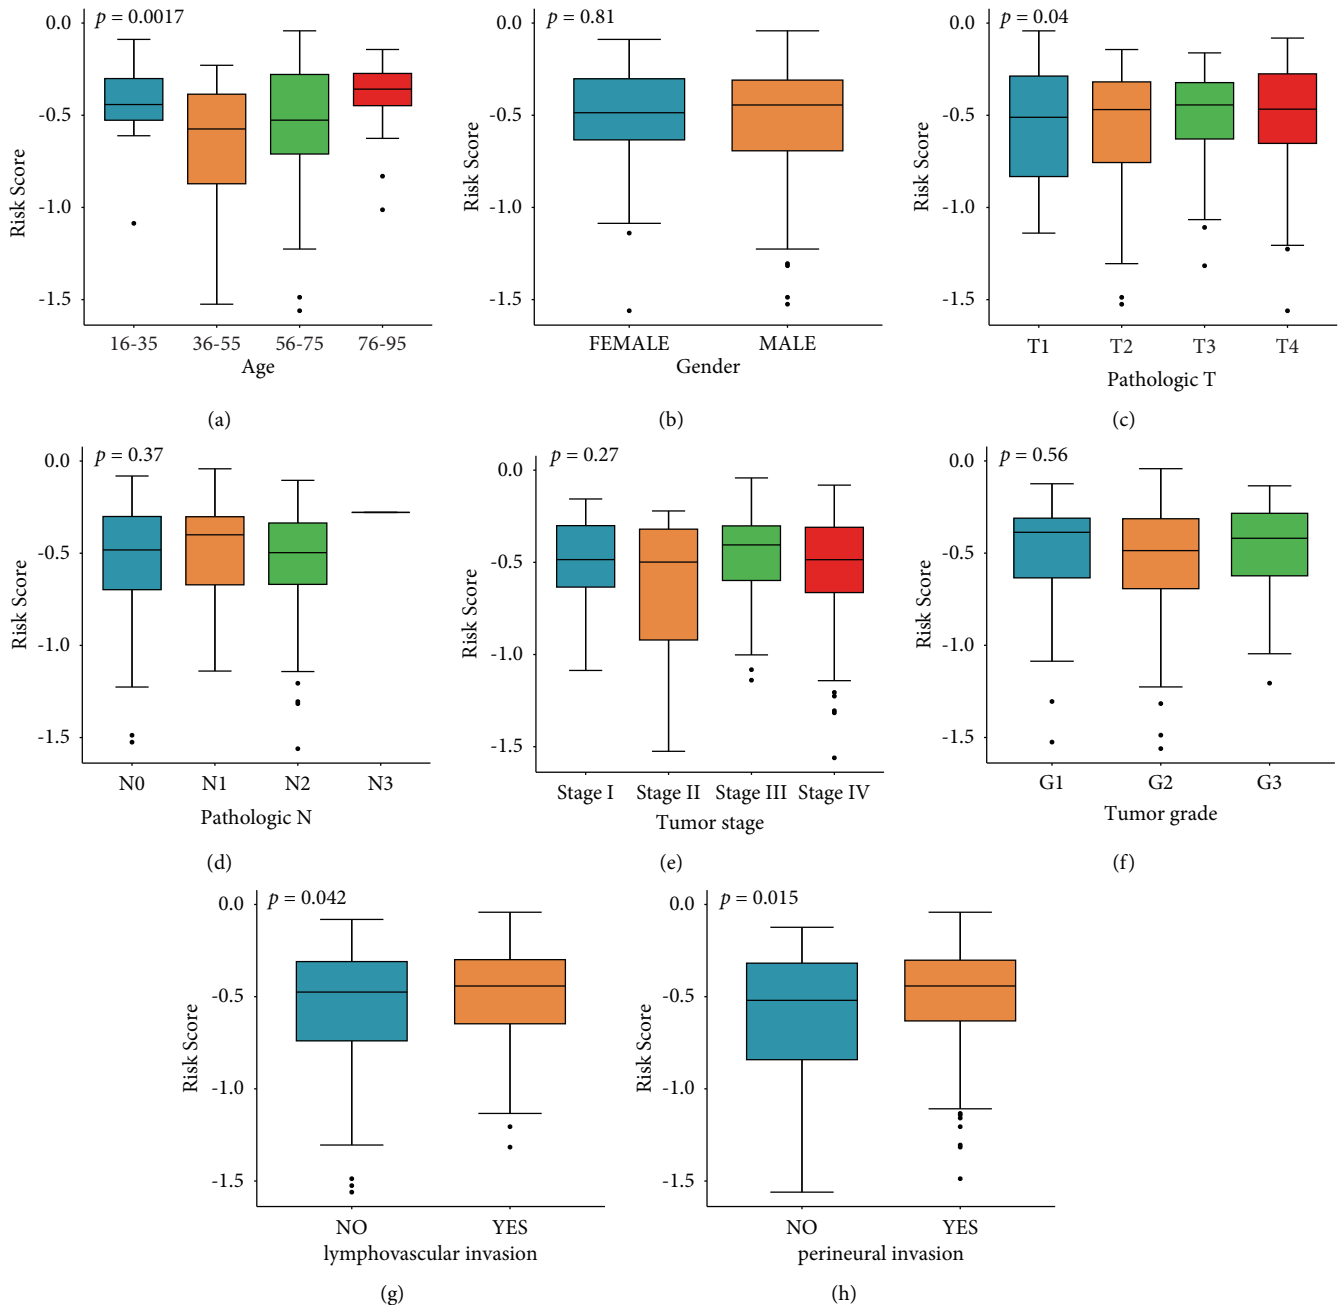 p = 0.0017
0.0
-0.5
-1.0
-1.5
Risk Score
16-35 36-55 56-75 76-95
Age
(a)
p = 0.81
0.0
-0.5
-1.0
-1.5
Risk Score
FEMALE MALE
Gender
(b)
p = 0.04
0.0
-0.5
-1.0
-1.5
Risk Score
T1 T2 T3 T4
Pathologic T
(c)
p = 0.37
0.0
-0.5
-1.0
-1.5
Risk Score
N0 N1 N2 N3
Pathologic N
(d)
p = 0.27
0.0
-0.5
-1.0
-1.5
Risk Score
Stage I Stage II Stage III Stage IV
Tumor stage
(e)
p = 0.56
0.0
-0.5
-1.0
-1.5
Risk Score
G1 G2 G3
Tumor grade
(f)
p = 0.042
0.0
-0.5
-1.0
-1.5
Risk Score
NO YES
lymphovascular invasion
(g)
p = 0.015
0.0
-0.5
-1.0
-1.5
Risk Score
NO YES
perineural invasion
(h)